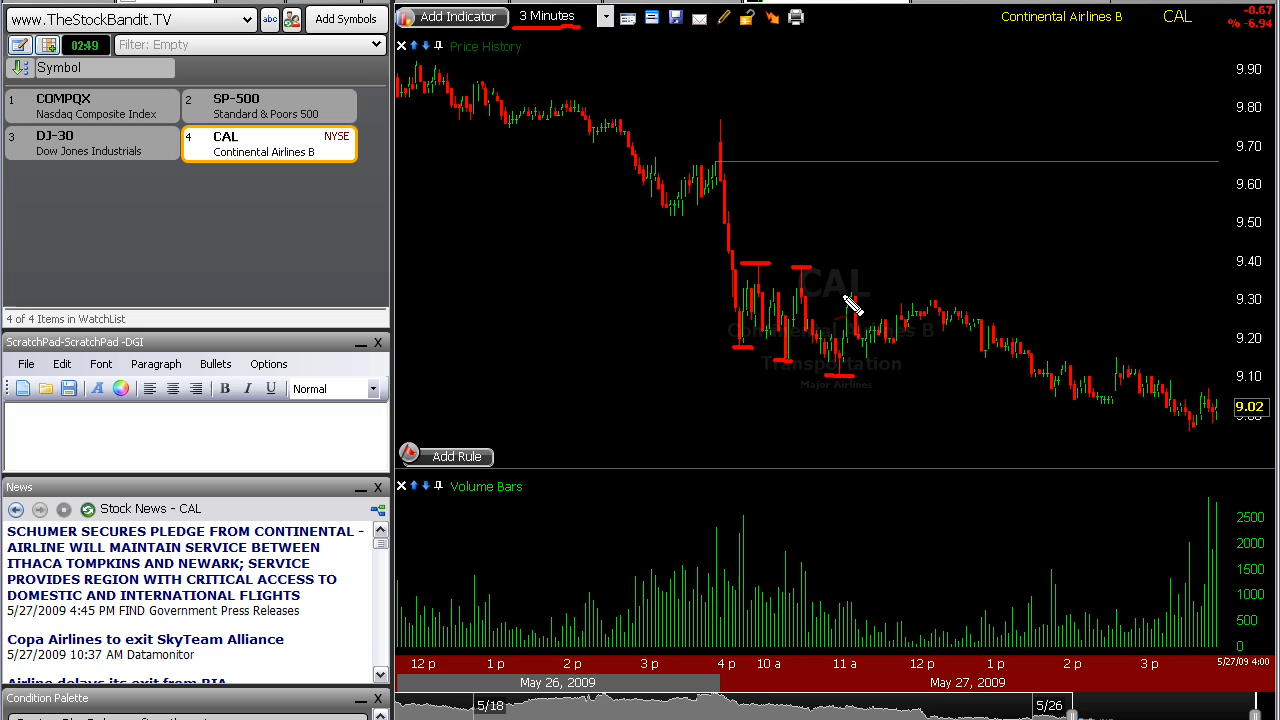 www.TheStockBandit.TV
abc
Add Symbols
02:49
Filter: Empty
Symbol
1 COMPQX
Nasdaq Composite Index
2 SP-500
Standard & Poors 500
3 DJ-30
Dow Jones Industrials
4 CAL NYSE
Continental Airlines B
4 of 4 Items in WatchList
ScratchPad-ScratchPad -DGI
File Edit Font Paragraph Bullets Options
A B I U Normal
News
Stock News - CAL
SCHUMER SECURES PLEDGE FROM CONTINENTAL -
AIRLINE WILL MAINTAIN SERVICE BETWEEN
ITHACA TOMPKINS AND NEWARK; SERVICE
PROVIDES REGION WITH CRITICAL ACCESS TO
DOMESTIC AND INTERNATIONAL FLIGHTS
5/27/2009 4:45 PM FIND Government Press Releases
Copa Airlines to exit SkyTeam Alliance
5/27/2009 10:37 AM Datamonitor
Airline delays its exit from
Condition Palette
Add Indicator
3 Minutes
Continental Airlines B CAL
-0.67
% -6.94
Price History
CAL
Continental Airlines B
Transportation
Major Airlines
9.90
9.80
9.70
9.60
9.50
9.40
9.30
9.20
9.10
9.02
Add Rule
Volume Bars
2500
2000
1500
1000
500
0
12 p 1 p 2 p 3 p 4 p 10 a 11 a 12 p 1 p 2 p 3 p 5/27/09 4:00
May 26, 2009 May 27, 2009
5/18 5/26